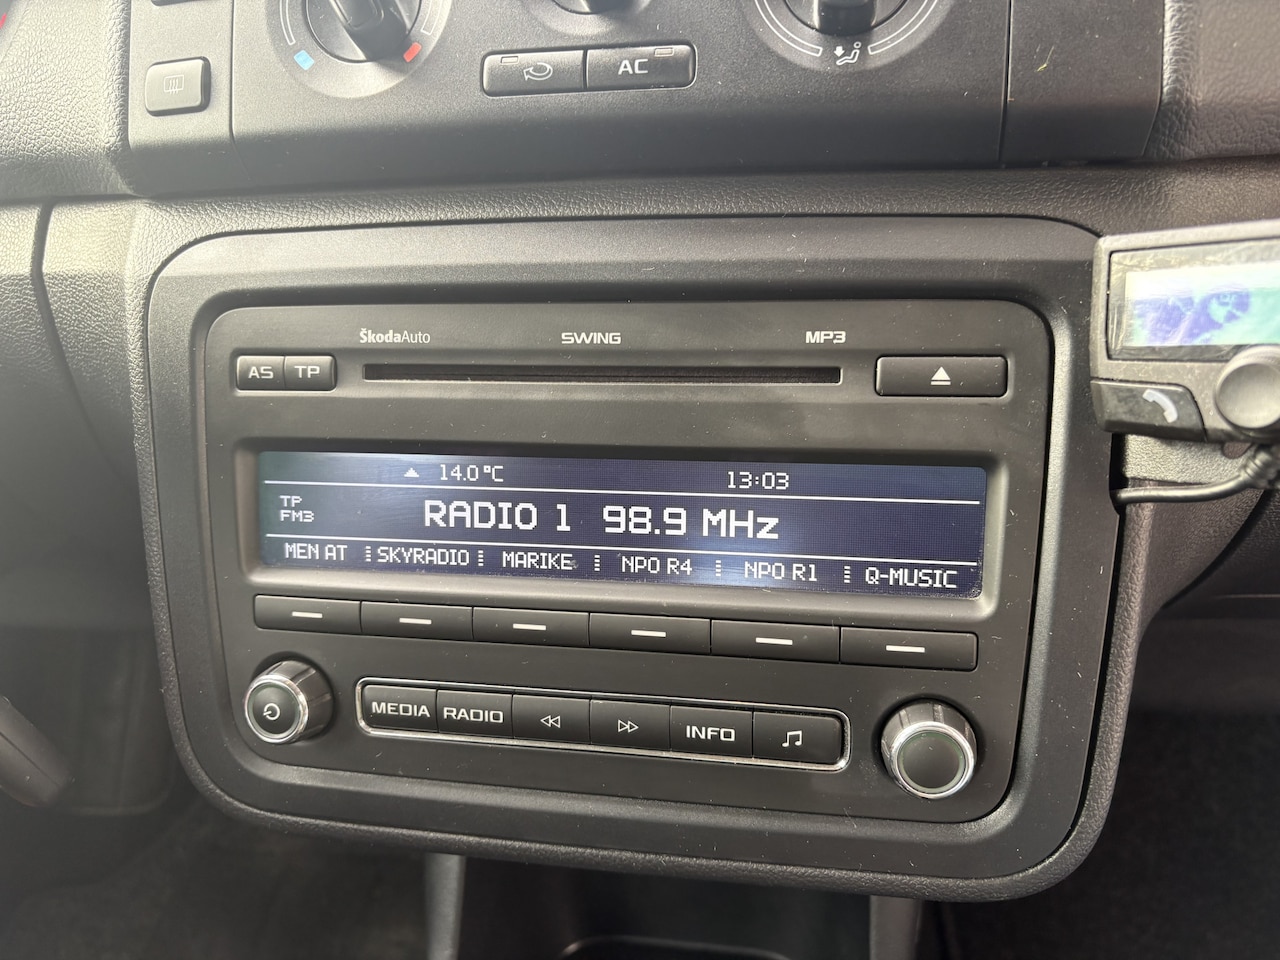 AC
ŠkodaAuto SWING MP3
AS TP
14.0°C 13:03
TP
FM3
RADIO 1 98.9 MHz
MEN AT SKYRADIO MARIKE NPO R4 NPO R1 Q-MUSIC
MEDIA RADIO INFO